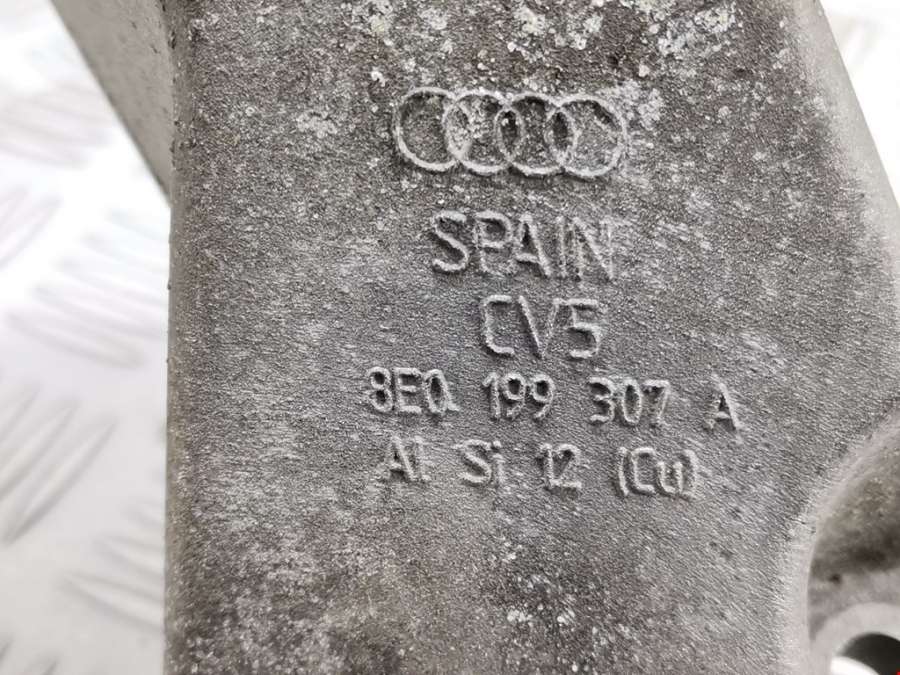 SPAIN
CV5
8E0 199 307 A
Al Si 12 (Cu)